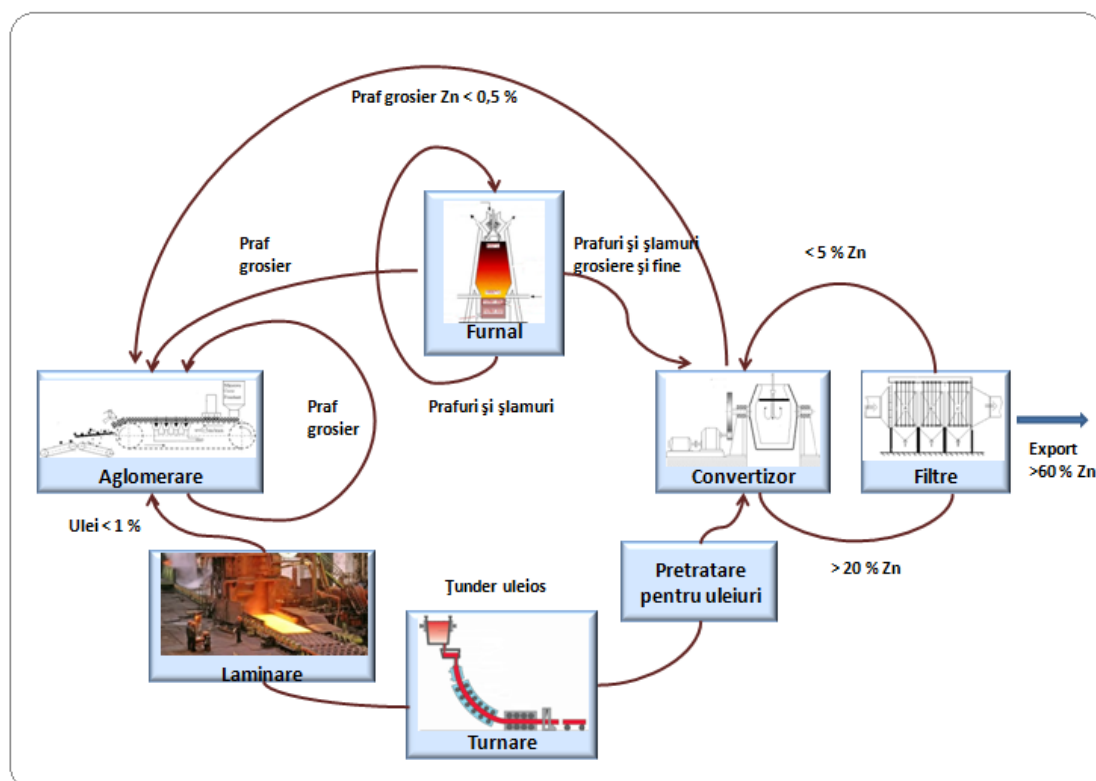 Praf grosier Zn < 0,5 %
Praf
grosier
Prafuri şi şlamuri
grosiere şi fine
< 5 % Zn
Furnal
Praf
grosier
Prafuri şi şlamuri
Aglomerare
Convertizor
Filtre
Export
>60 % Zn
Ulei < 1 %
> 20 % Zn
Pretratare
pentru uleiuri
Ţunder uleios
Laminare
Turnare